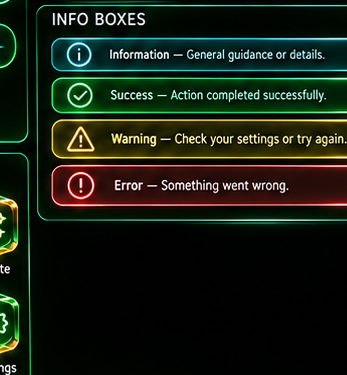 INFO BOXES
Information — General guidance or details.
Success — Action completed successfully.
Warning — Check your settings or try again.
Error — Something went wrong.
te
ngs